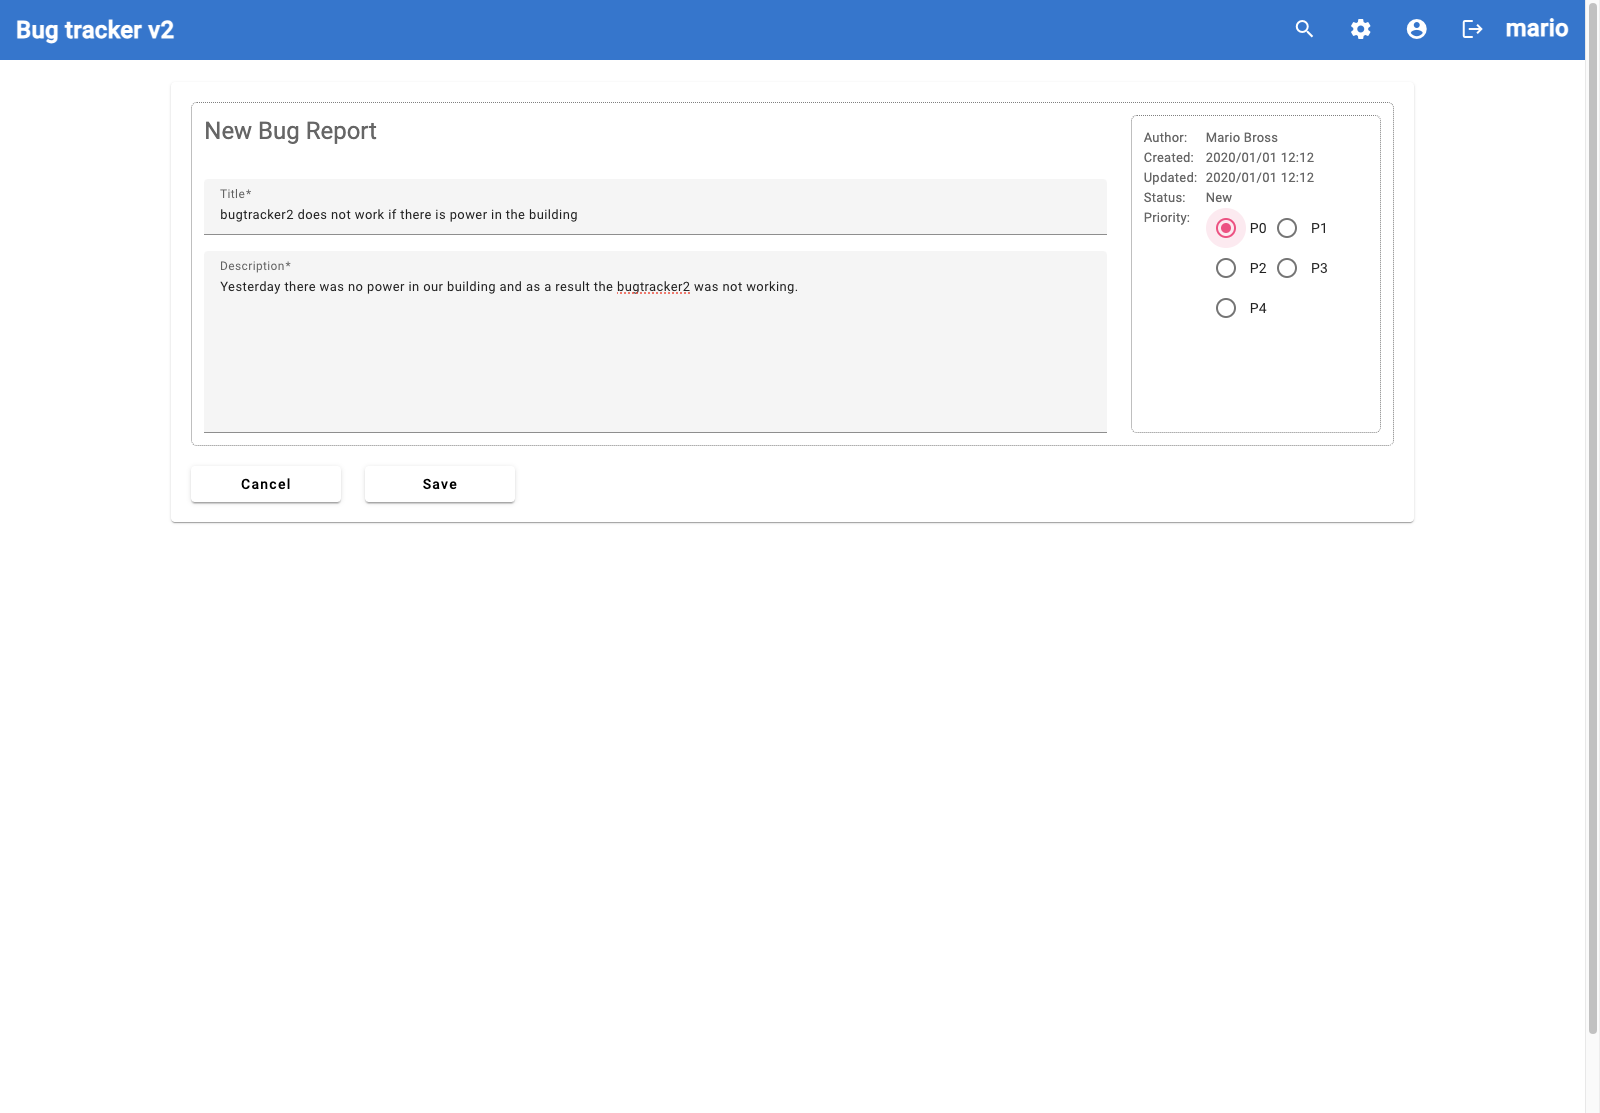 Bug tracker v2
mario
New Bug Report
Title*
bugtracker2 does not work if there is power in the building
Description*
Yesterday there was no power in our building and as a result the bugtracker2 was not working.
Author: Mario Bross
Created: 2020/01/01 12:12
Updated: 2020/01/01 12:12
Status: New
Priority:
P0 P1
P2 P3
P4
Cancel Save